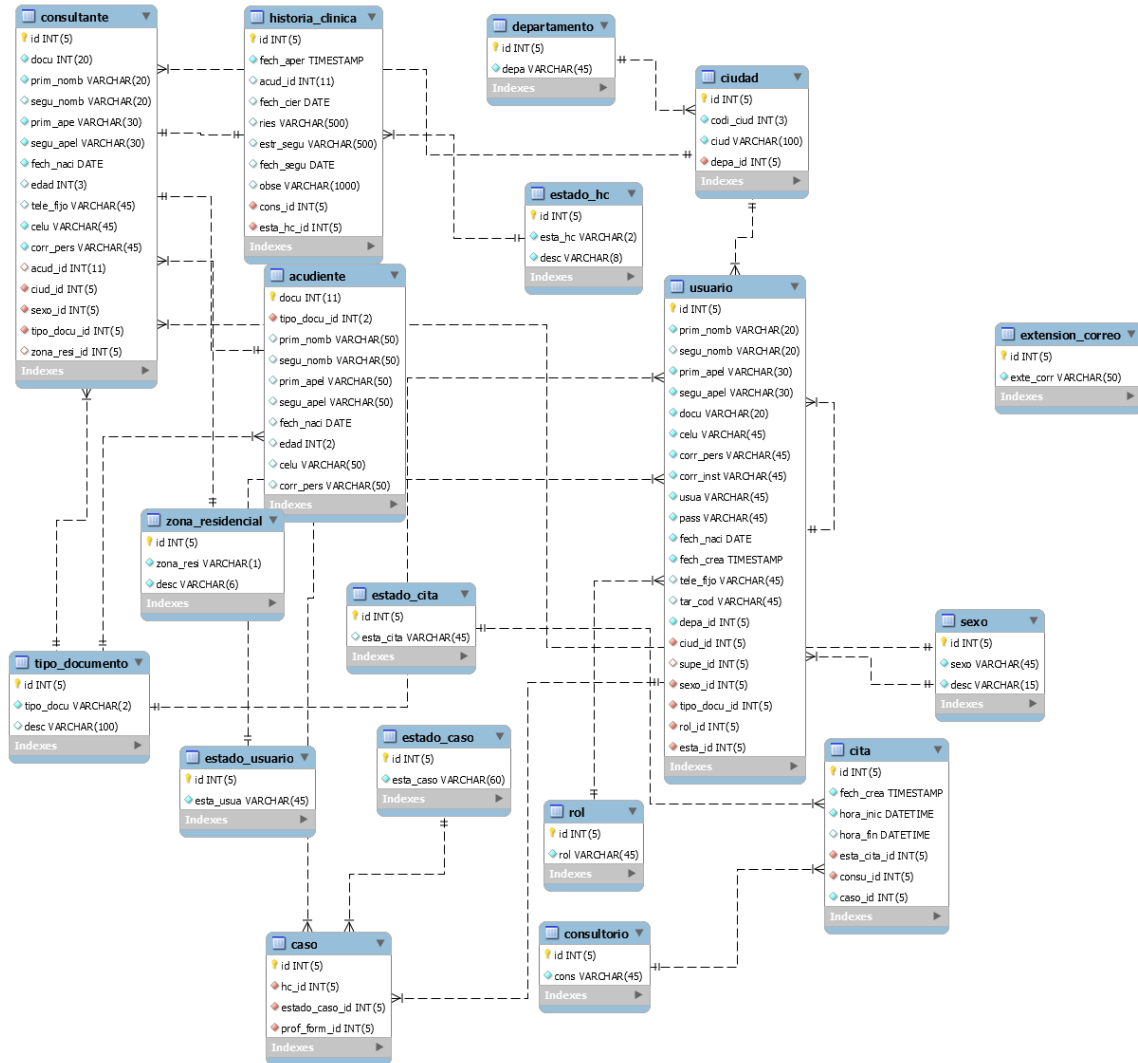 consultante
id INT(5)
docu INT(20)
prim_nomb VARCHAR(20)
segu_nomb VARCHAR(20)
prim_ape VARCHAR(30)
segu_apel VARCHAR(30)
fech_naci DATE
edad INT(3)
tele_fijo VARCHAR(45)
celu VARCHAR(45)
corr_pers VARCHAR(45)
acud_id INT(11)
ciud_id INT(5)
sexo_id INT(5)
tipo_docu_id INT(5)
zona_resi_id INT(5)
Indexes
historia_clinica
id INT(5)
fech_aper TIMESTAMP
acud_id INT(11)
fech_cier DATE
ries VARCHAR(500)
estr_segu VARCHAR(500)
fech_segu DATE
obse VARCHAR(1000)
cons_id INT(5)
esta_hc_id INT(5)
Indexes
departamento
id INT(5)
depa VARCHAR(45)
Indexes
ciudad
id INT(5)
codi_ciud INT(3)
ciud VARCHAR(100)
depa_id INT(5)
Indexes
estado_hc
id INT(5)
esta_hc VARCHAR(2)
desc VARCHAR(8)
Indexes
acudiente
docu INT(11)
tipo_docu_id INT(2)
prim_nomb VARCHAR(50)
segu_nomb VARCHAR(50)
prim_apel VARCHAR(50)
segu_apel VARCHAR(50)
fech_naci DATE
edad INT(2)
celu VARCHAR(50)
corr_pers VARCHAR(50)
Indexes
usuario
id INT(5)
prim_nomb VARCHAR(20)
segu_nomb VARCHAR(20)
prim_apel VARCHAR(30)
segu_apel VARCHAR(30)
docu VARCHAR(20)
celu VARCHAR(45)
corr_pers VARCHAR(45)
corr_inst VARCHAR(45)
usua VARCHAR(45)
pass VARCHAR(45)
fech_naci DATE
fech_crea TIMESTAMP
tele_fijo VARCHAR(45)
tar_cod VARCHAR(45)
depa_id INT(5)
ciud_id INT(5)
supe_id INT(5)
sexo_id INT(5)
tipo_docu_id INT(5)
rol_id INT(5)
esta_id INT(5)
Indexes
extension_correo
id INT(5)
exte_corr VARCHAR(50)
Indexes
zona_residencial
id INT(5)
zona_resi VARCHAR(1)
desc VARCHAR(6)
Indexes
estado_cita
id INT(5)
esta_cita VARCHAR(45)
Indexes
sexo
id INT(5)
sexo VARCHAR(45)
desc VARCHAR(15)
Indexes
tipo_documento
id INT(5)
tipo_docu VARCHAR(2)
desc VARCHAR(100)
Indexes
estado_usuario
id INT(5)
esta_usua VARCHAR(45)
Indexes
estado_caso
id INT(5)
esta_caso VARCHAR(60)
Indexes
rol
id INT(5)
rol VARCHAR(45)
Indexes
cita
id INT(5)
fech_crea TIMESTAMP
hora_inic DATETIME
hora_fin DATETIME
esta_cita_id INT(5)
consu_id INT(5)
caso_id INT(5)
Indexes
caso
id INT(5)
hc_id INT(5)
estado_caso_id INT(5)
prof_form_id INT(5)
Indexes
consultorio
id INT(5)
cons VARCHAR(45)
Indexes